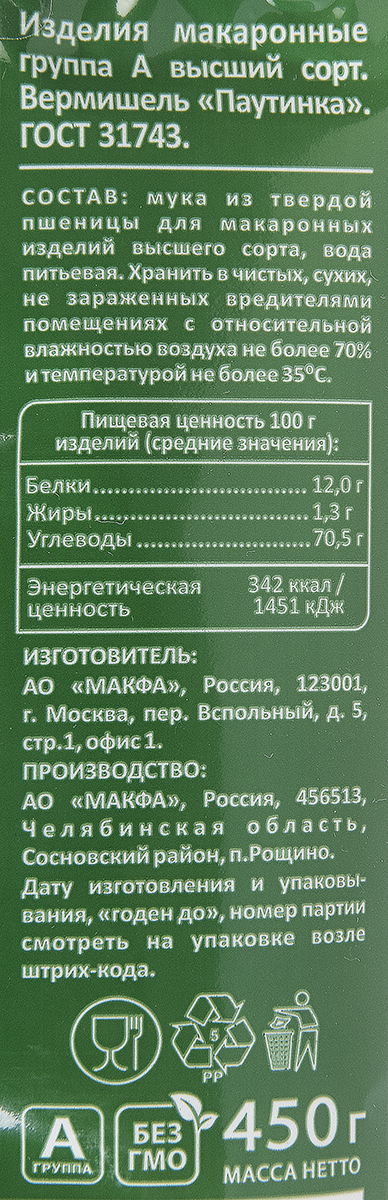 Изделия макаронные
группа А высший сорт.
Вермишель «Паутинка».
ГОСТ 31743.
СОСТАВ: мука из твердой
пшеницы для макаронных
изделий высшего сорта, вода
питьевая. Хранить в чистых, сухих,
не зараженных вредителями
помещениях с относительной
влажностью воздуха не более 70%
и температурой не более 35°С.
Пищевая ценность 100 г
изделий (средние значения):
Белки.......................................12,0 г
Жиры.......................................1,3 г
Углеводы.................................70,5 г
Энергетическая 342 ккал /
ценность 1451 кДж
ИЗГОТОВИТЕЛЬ:
АО «МАКФА», Россия, 123001,
г. Москва, пер. Вспольный, д. 5,
стр.1, офис 1.
ПРОИЗВОДСТВО:
АО «МАКФА», Россия, 456513,
Челябинская область,
Сосновский район, п.Рощино.
Дату изготовления и упаковы-
вания, «годен до», номер партии
смотреть на упаковке возле
штрих-кода.
5
PP
А
ГРУППА
БЕЗ
ГМО
450 г
МАССА НЕТТО